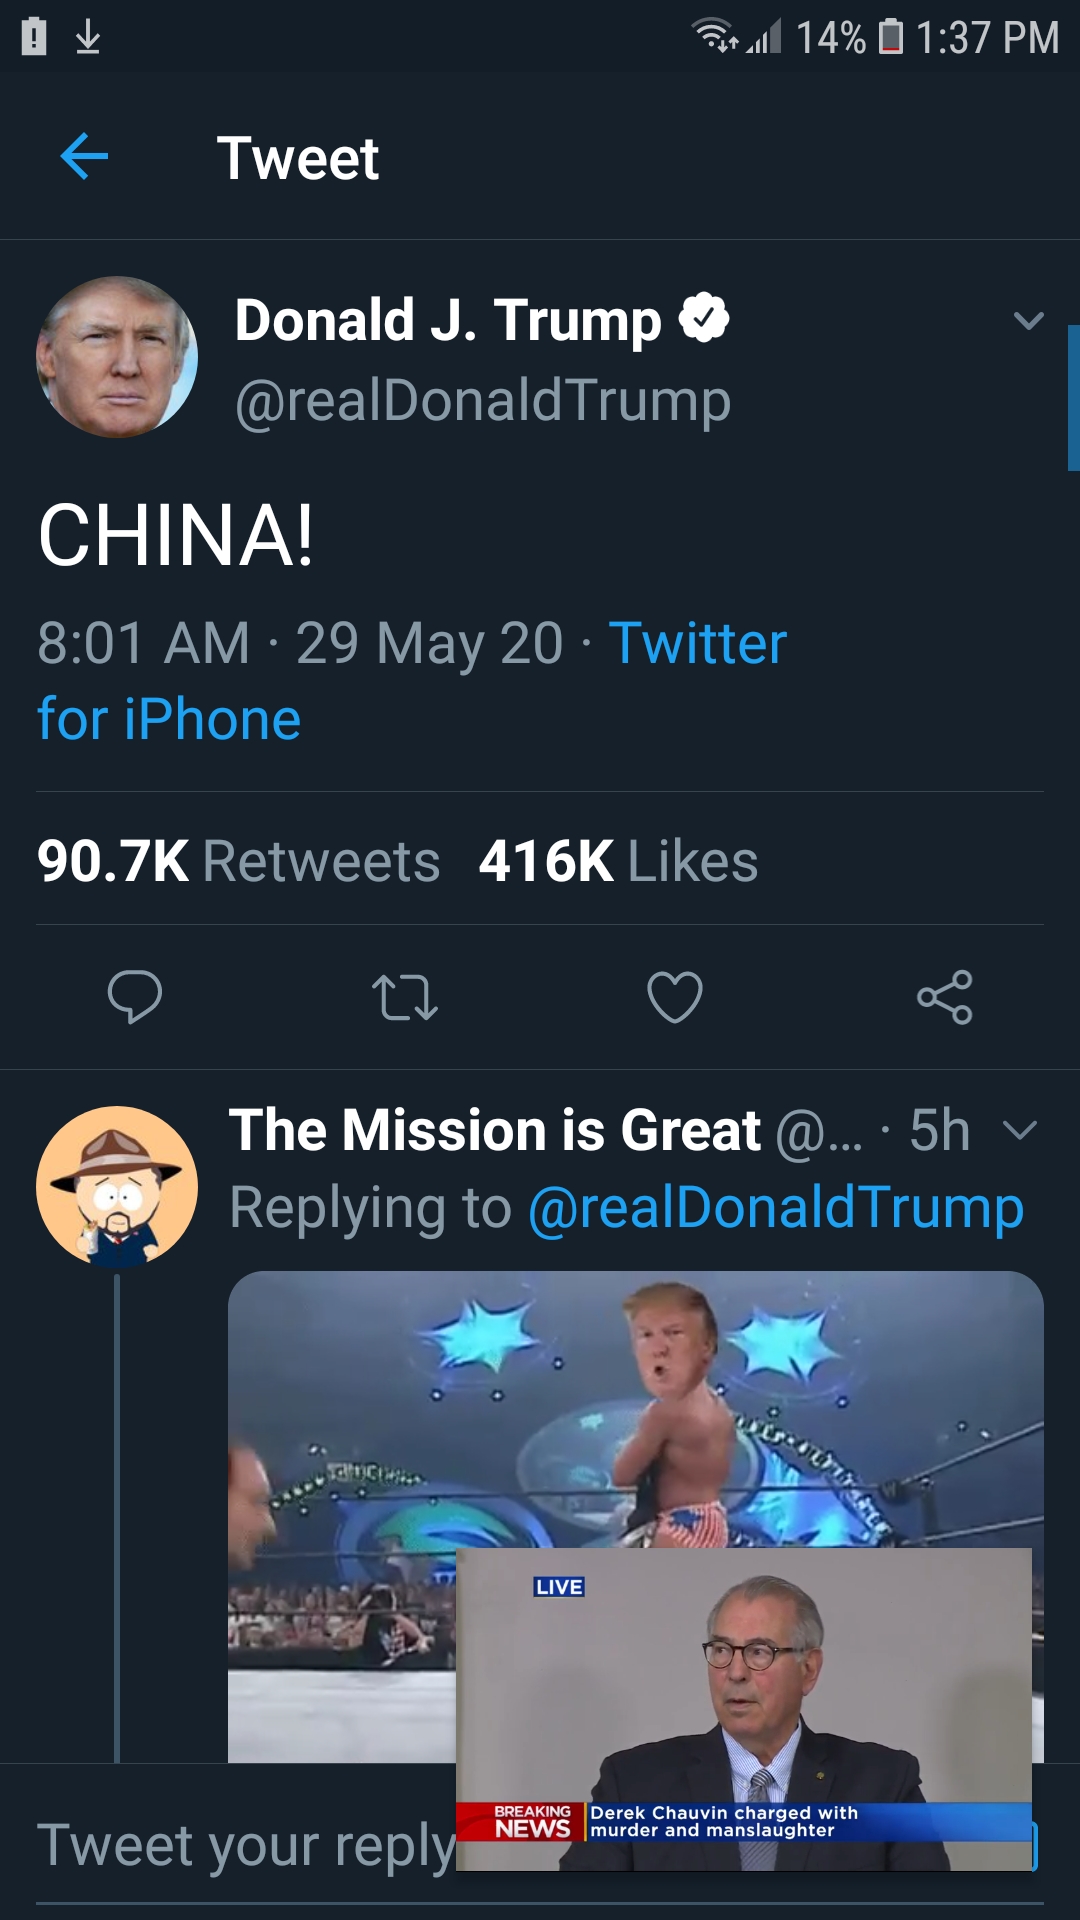 14% 1:37 PM
Tweet
Donald J. Trump
@realDonaldTrump
CHINA!
8:01 AM · 29 May 20 · Twitter
for iPhone
90.7K Retweets 416K Likes
The Mission is Great @... · 5h
Replying to @realDonaldTrump
LIVE
BREAKING
NEWS
Derek Chauvin charged with
murder and manslaughter
Tweet your reply